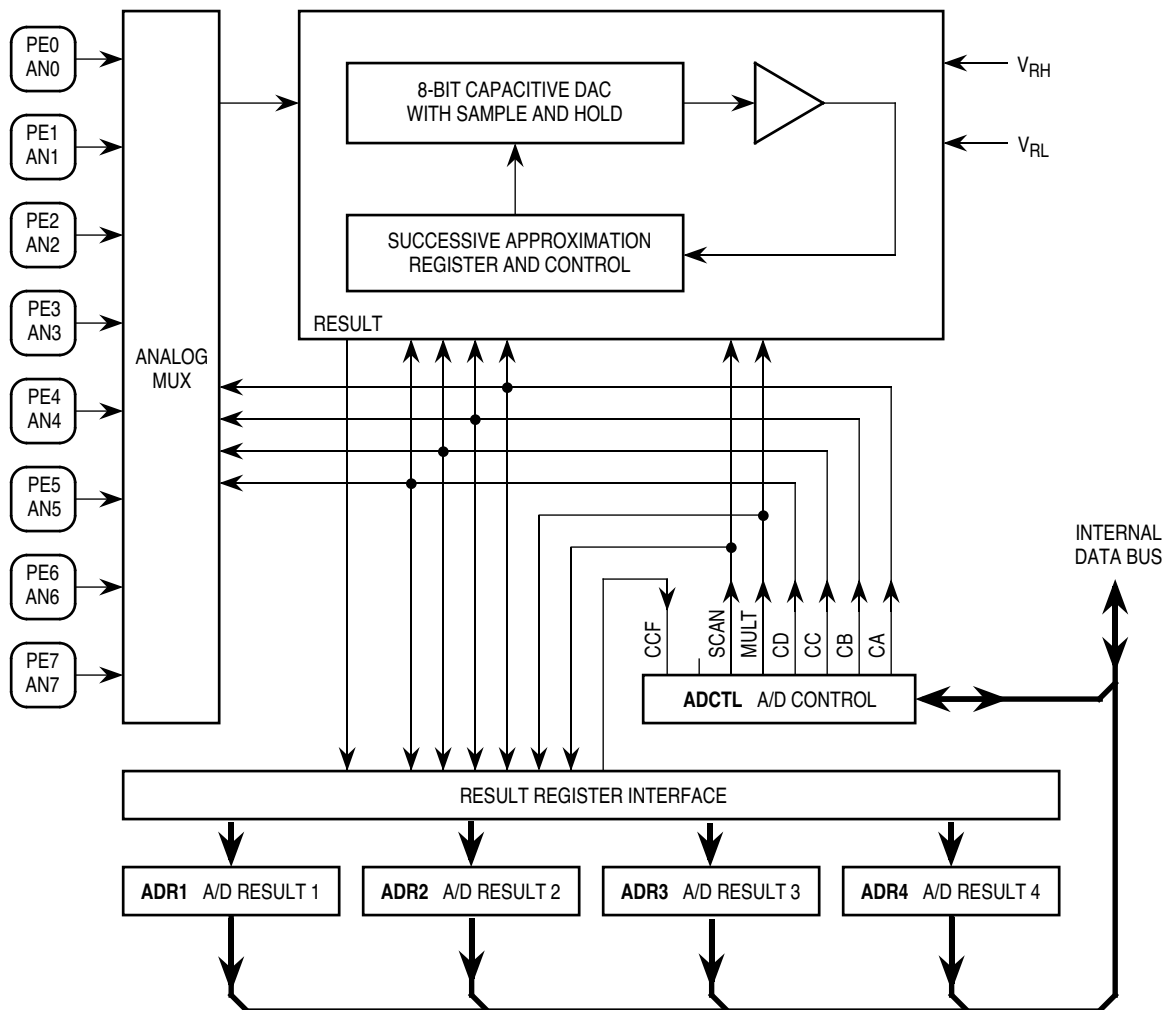 PE0
AN0
PE1
AN1
PE2
AN2
PE3
AN3
PE4
AN4
PE5
AN5
PE6
AN6
PE7
AN7
ANALOG
MUX
8-BIT CAPACITIVE DAC
WITH SAMPLE AND HOLD
SUCCESSIVE APPROXIMATION
REGISTER AND CONTROL
RESULT
VRH
VRL
INTERNAL
DATA BUS
CCF
SCAN
MULT
CD
CC
CB
CA
ADCTL A/D CONTROL
RESULT REGISTER INTERFACE
ADR1 A/D RESULT 1
ADR2 A/D RESULT 2
ADR3 A/D RESULT 3
ADR4 A/D RESULT 4